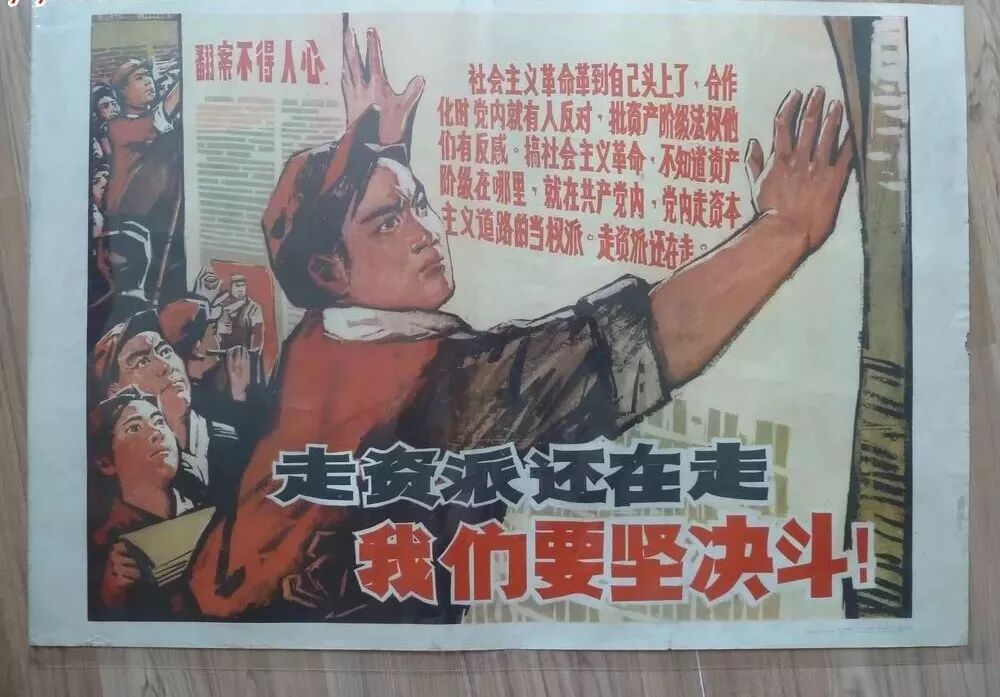 翻案不得人心.
社会主义革命革到自己头上了，合作
化时党内就有人反对，批资产阶级法权他
们有反感。搞社会主义革命，不知道资产
阶级在哪里，就在共产党内，党内走资本
主义道路的当权派。走资派还在走。
走资派还在走
我们要坚决斗！